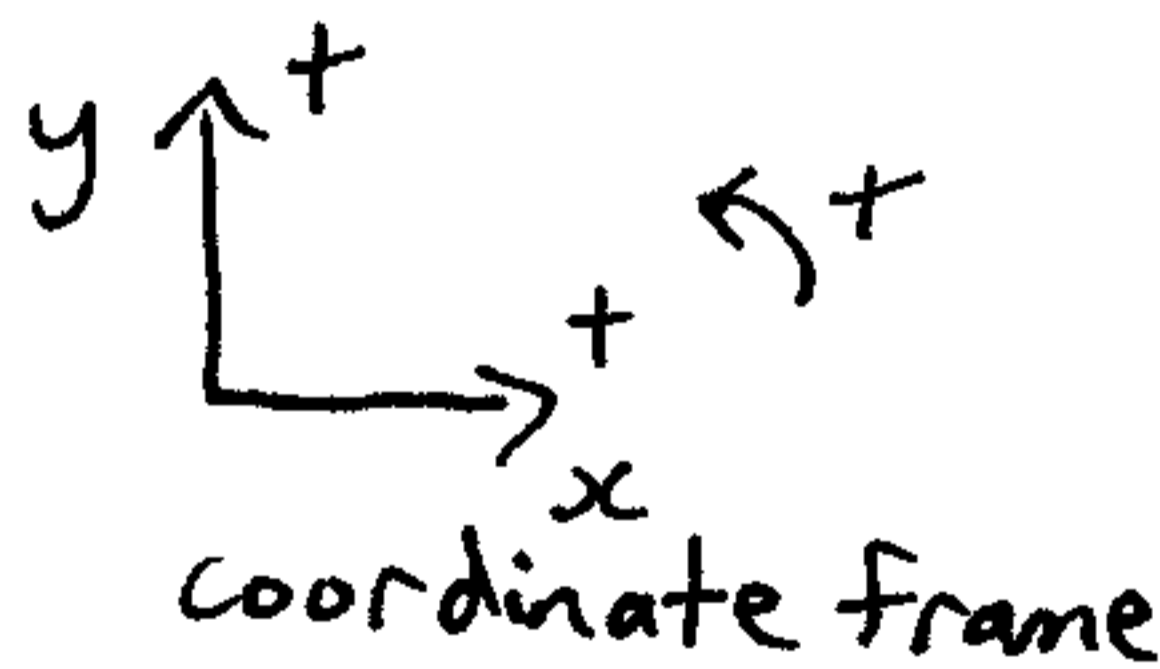 +
y
+
+
x
coordinate frame